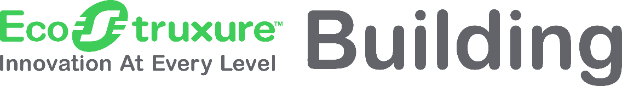 EcoStruxure™ Building
Innovation At Every Level